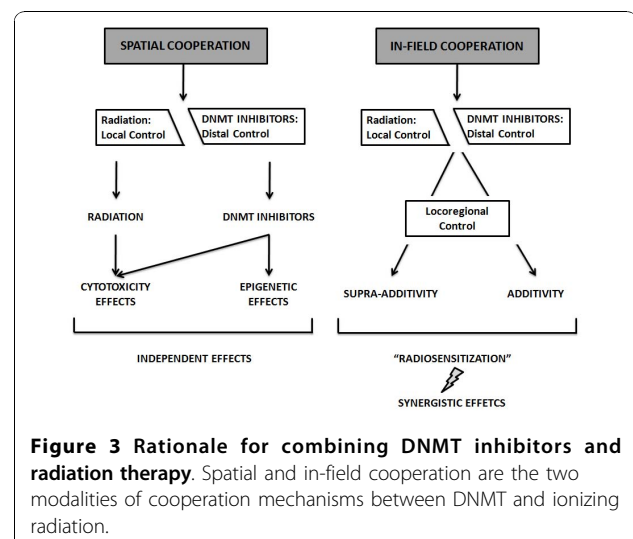 SPATIAL COOPERATION
Radiation:
Local Control
DNMT INHIBITORS:
Distal Control
RADIATION
DNMT INHIBITORS
CYTOTOXICITY
EFFECTS
EPIGENETIC
EFFECTS
INDEPENDENT EFFECTS
IN-FIELD COOPERATION
Radiation:
Local Control
DNMT INHIBITORS:
Distal Control
Locoregional
Control
SUPRA-ADDITIVITY
ADDITIVITY
“RADIOSENSITIZATION”
SYNERGISTIC EFFETCS
Figure 3 Rationale for combining DNMT inhibitors and
radiation therapy. Spatial and in-field cooperation are the two
modalities of cooperation mechanisms between DNMT and ionizing
radiation.